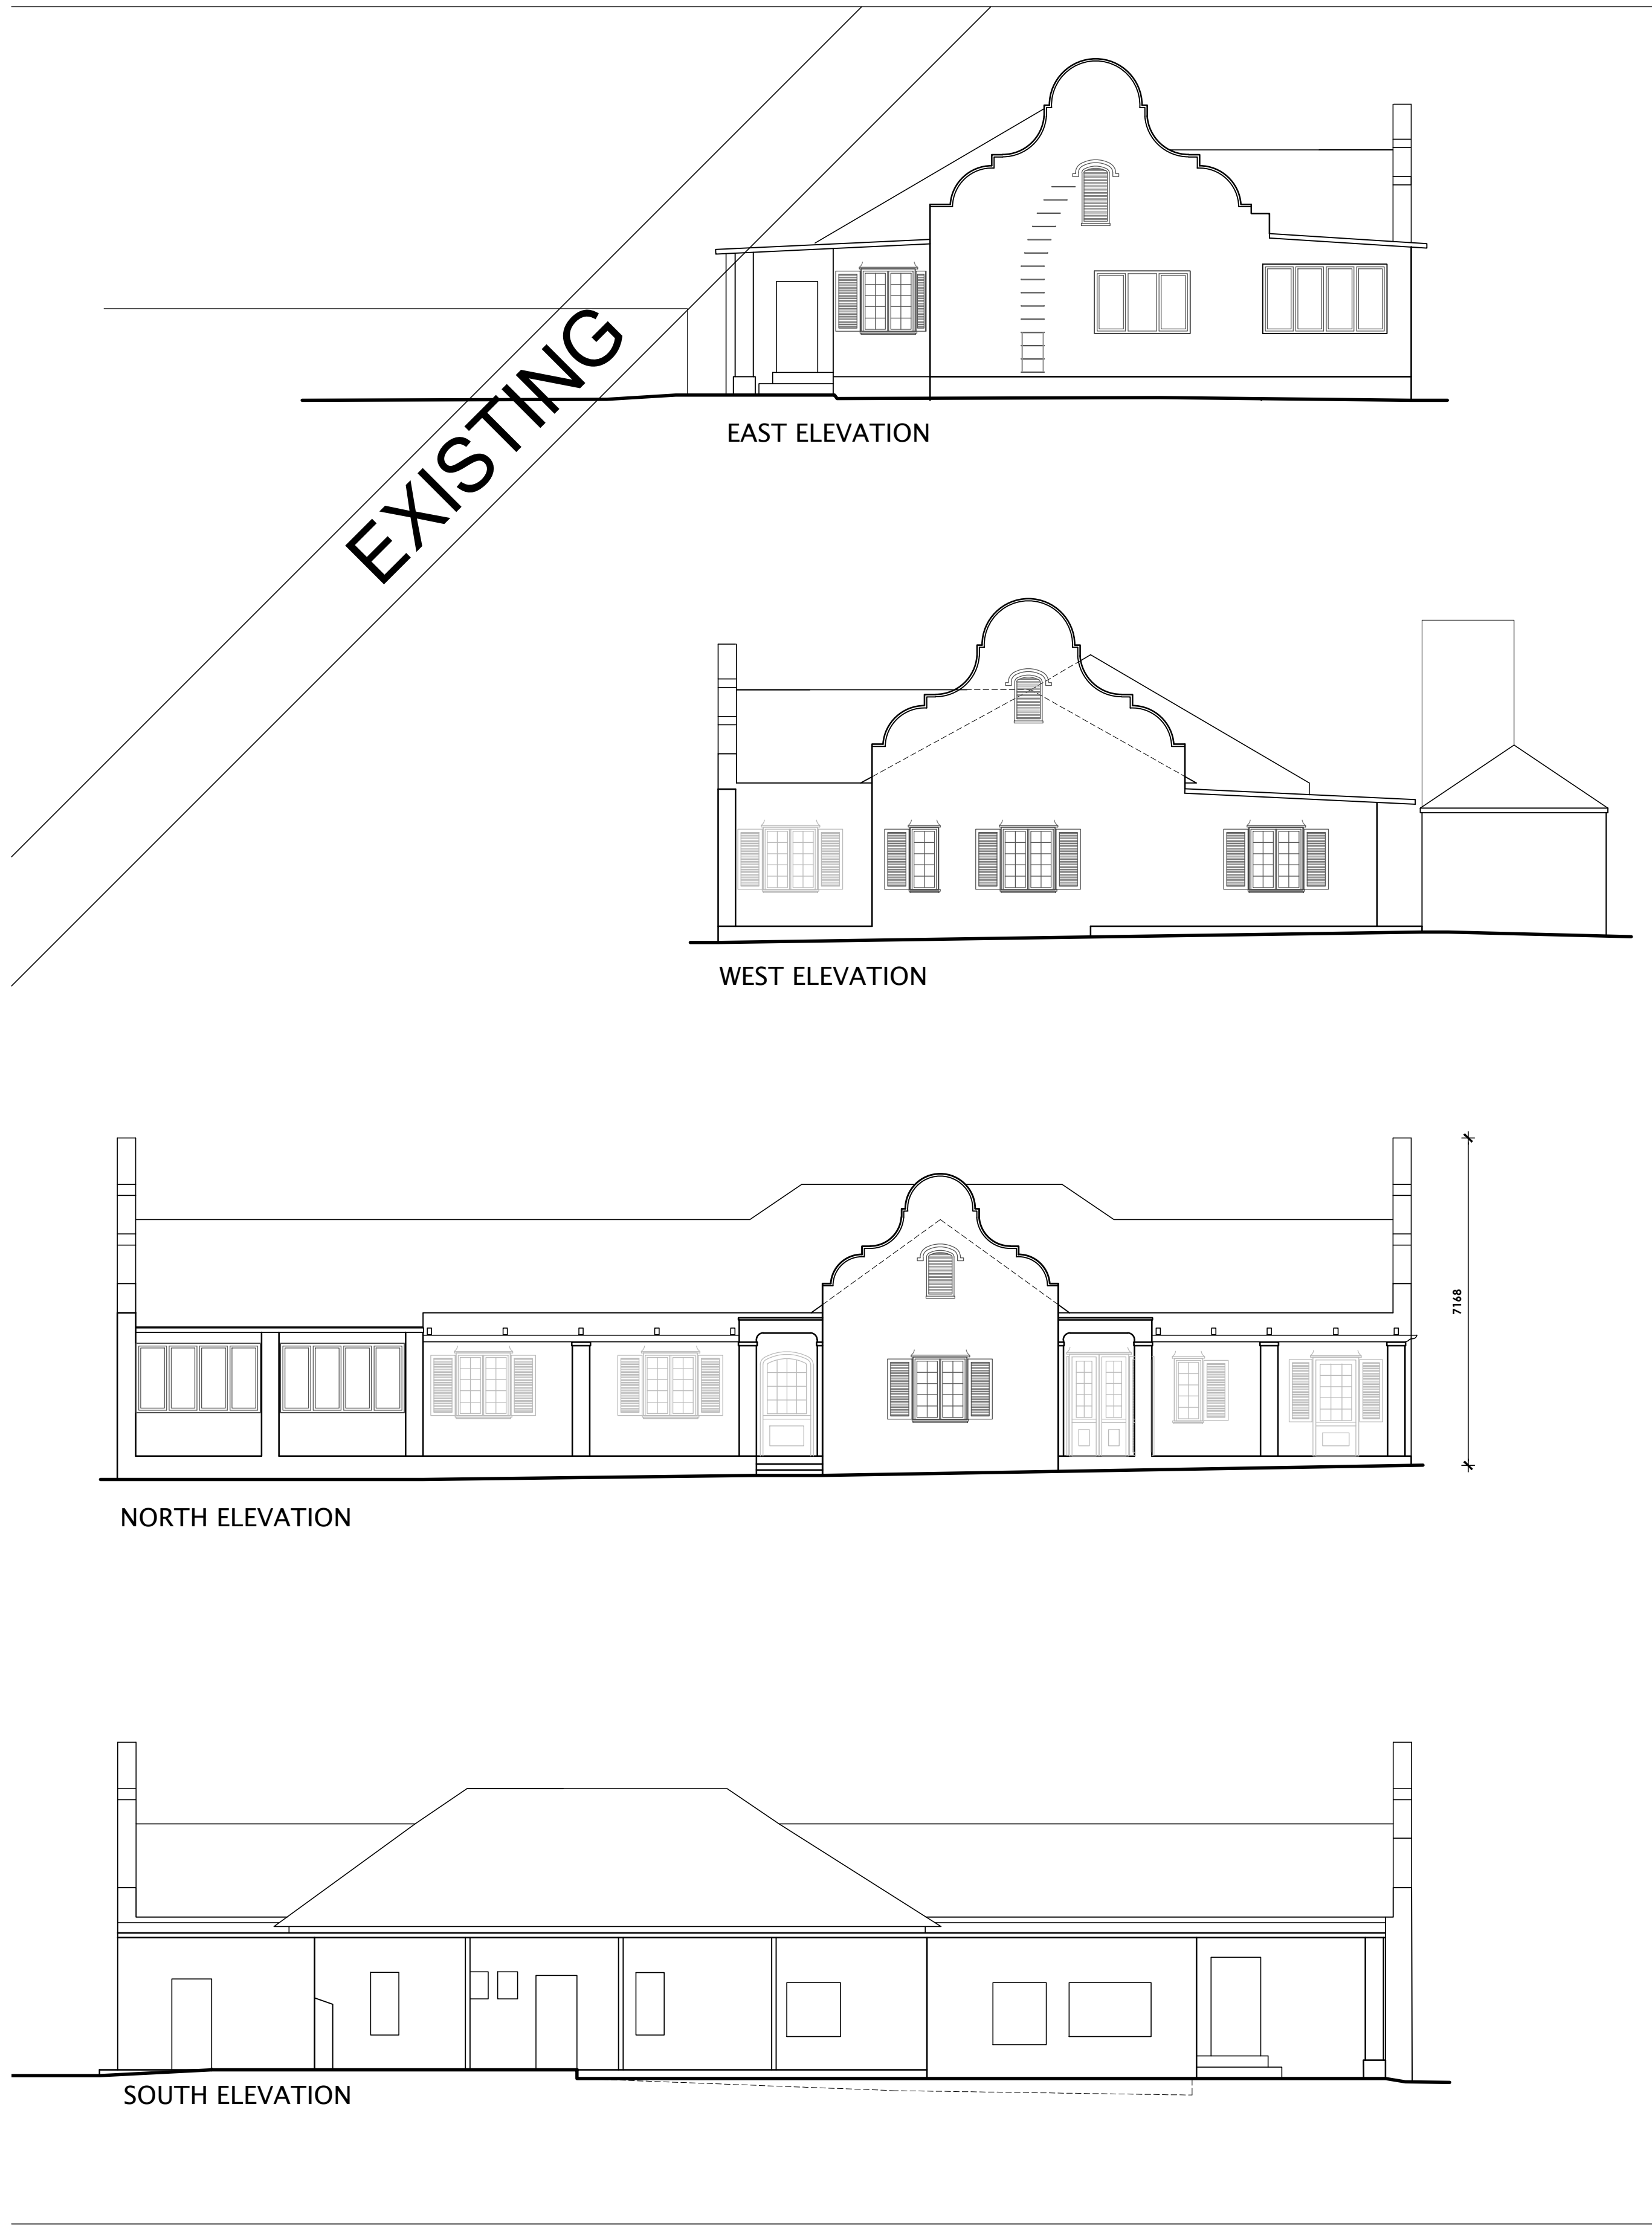 EXISTING
EAST ELEVATION
WEST ELEVATION
7168
NORTH ELEVATION
SOUTH ELEVATION